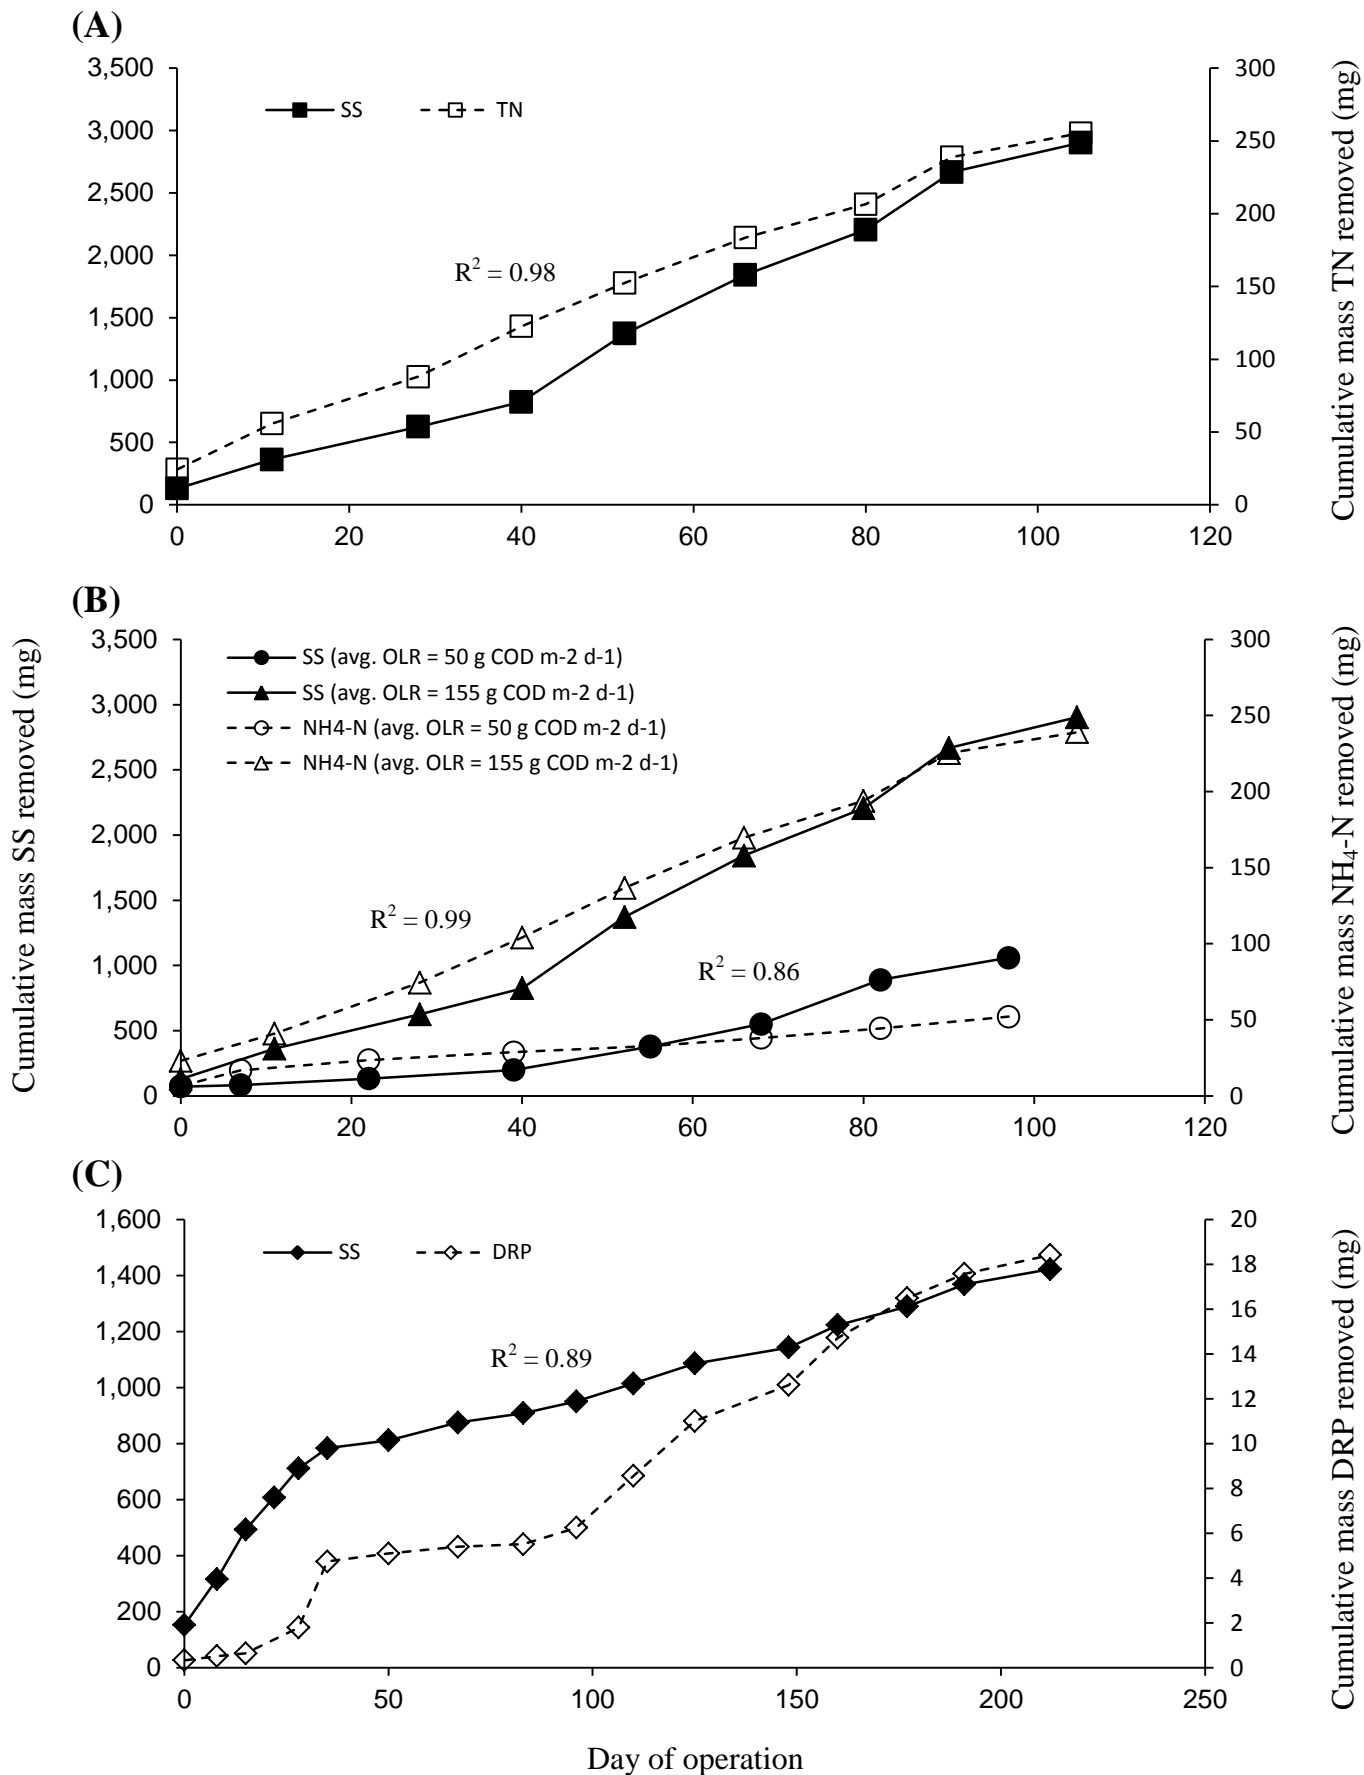 (A)
3,500
3,000
2,500
2,000
1,500
1,000
500
0
SS
TN
R² = 0.98
300
250
200
150
100
50
0
0 20 40 60 80 100 120
Cumulative mass TN removed (mg)
(B)
Cumulative mass SS removed (mg)
3,500
3,000
2,500
2,000
1,500
1,000
500
0
SS (avg. OLR = 50 g COD m-2 d-1)
SS (avg. OLR = 155 g COD m-2 d-1)
NH4-N (avg. OLR = 50 g COD m-2 d-1)
NH4-N (avg. OLR = 155 g COD m-2 d-1)
R² = 0.99
R² = 0.86
300
250
200
150
100
50
0
0 20 40 60 80 100 120
Cumulative mass NH₄-N removed (mg)
(C)
1,600
1,400
1,200
1,000
800
600
400
200
0
SS
DRP
R² = 0.89
20
18
16
14
12
10
8
6
4
2
0
0 50 100 150 200 250
Cumulative mass DRP removed (mg)
Day of operation